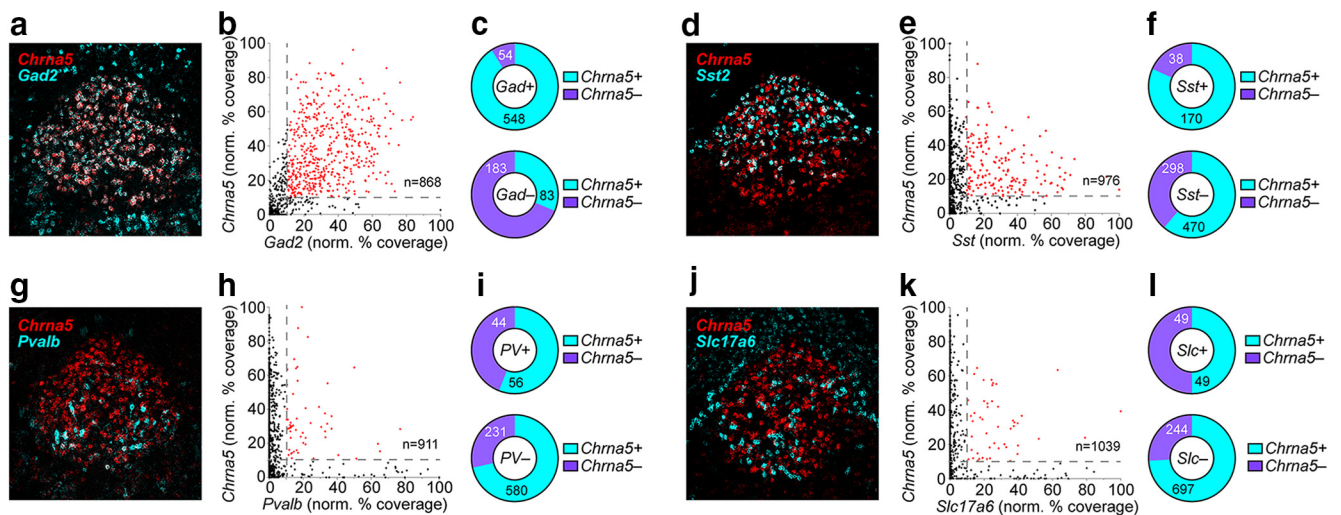 a
Chrna5
Gad2
b
Chrna5 (norm. % coverage)
100
80
60
40
20
0
n=868
0 20 40 60 80 100
Gad2 (norm. % coverage)
c
54
Gad+
548
Chrna5+
Chrna5–
183
Gad–
83
Chrna5+
Chrna5–
d
Chrna5
Sst2
e
Chrna5 (norm. % coverage)
100
80
60
40
20
0
n=976
0 20 40 60 80 100
Sst (norm. % coverage)
f
38
Sst+
170
Chrna5+
Chrna5–
298
Sst–
470
Chrna5+
Chrna5–
g
Chrna5
Pvalb
h
Chrna5 (norm. % coverage)
100
80
60
40
20
0
n=911
0 20 40 60 80 100
Pvalb (norm. % coverage)
i
44
PV+
56
Chrna5+
Chrna5–
231
PV–
580
Chrna5+
Chrna5–
j
Chrna5
Slc17a6
k
Chrna5 (norm. % coverage)
100
80
60
40
20
0
n=1039
0 20 40 60 80 100
Slc17a6 (norm. % coverage)
l
49
Slc+
49
Chrna5+
Chrna5–
244
Slc–
697
Chrna5+
Chrna5–